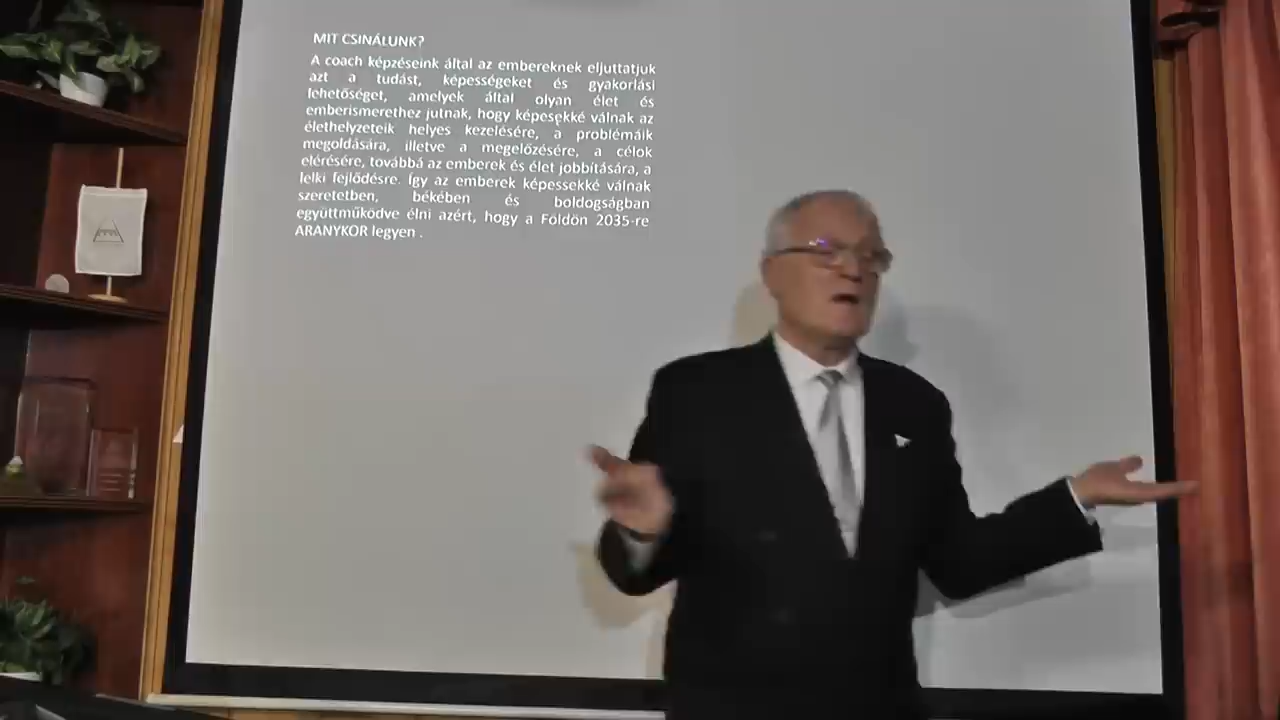 MIT CSINÁLUNK?
A coach képzéseink által az embereknek eljuttatjuk
azt a tudást, képességeket és gyakorlási
lehetőséget, amelyek által olyan élet és
emberismerethez jutnak, hogy képesekké válnak az
élethelyzeteik helyes kezelésére, a problémáik
megoldására, illetve a megelőzésére, a célok
elérésére, továbbá az emberek és élet jobbítására, a
lelki fejlődésre. Így az emberek képessekké válnak
szeretetben, békében és boldogságban
együttműködve élni azért, hogy a Földön 2035-re
ARANYKOR legyen .